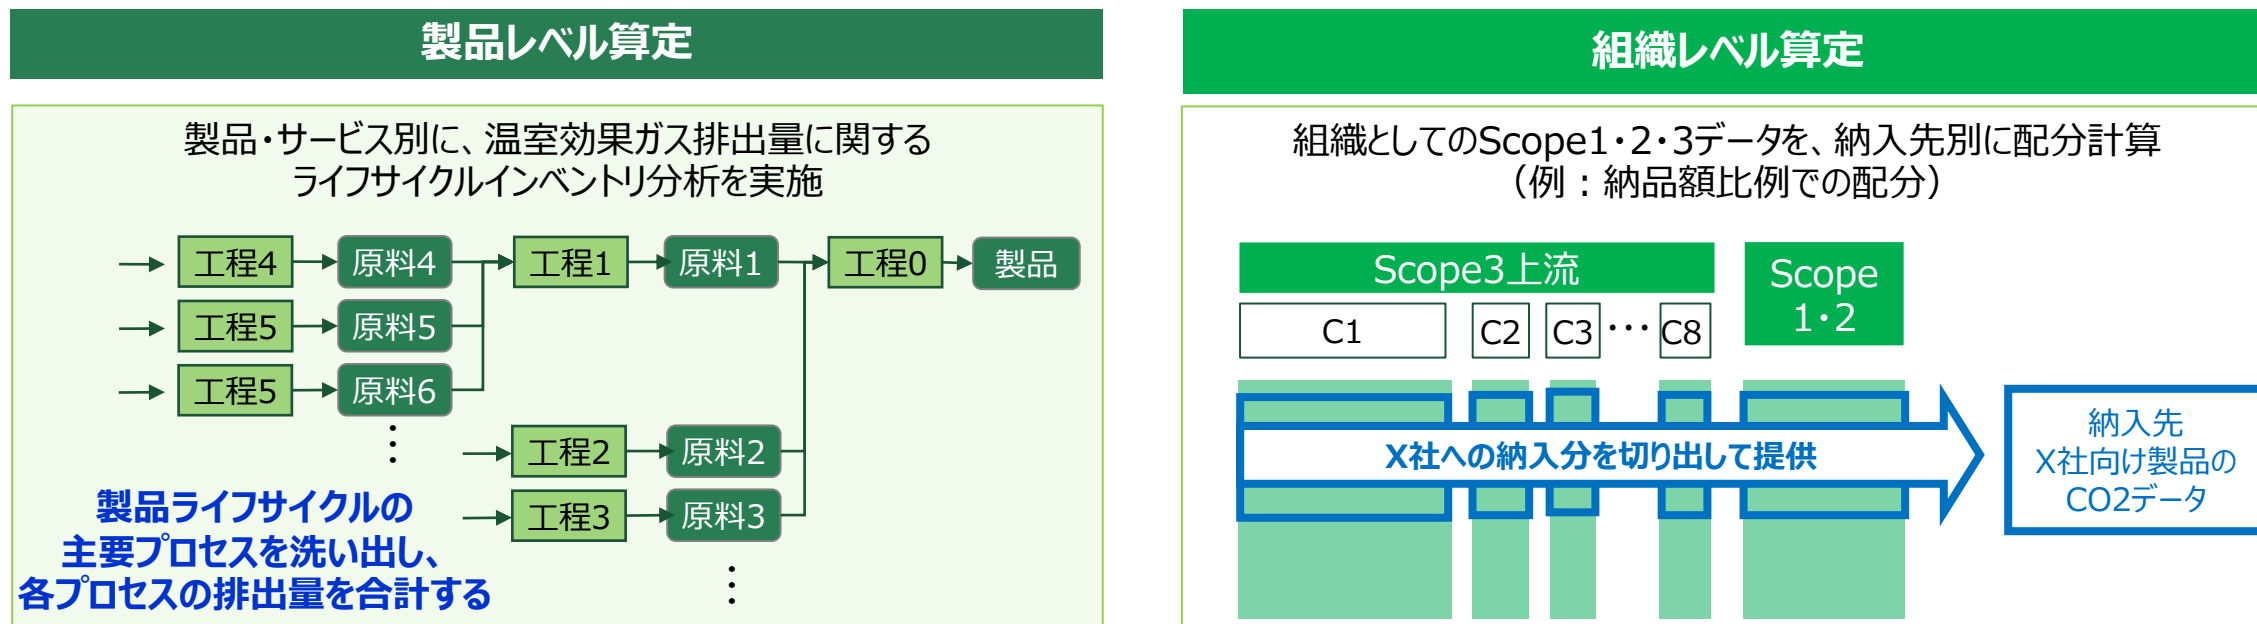 製品レベル算定
製品・サービス別に、温室効果ガス排出量に関する
ライフサイクルインベントリ分析を実施
工程4 原料4 工程1 原料1 工程0 製品
工程5 原料5
工程5 原料6
⋮
工程2 原料2
工程3 原料3
⋮
製品ライフサイクルの
主要プロセスを洗い出し、
各プロセスの排出量を合計する
組織レベル算定
組織としてのScope1・2・3データを、納入先別に配分計算
（例：納品額比例での配分）
Scope3上流
Scope
1・2
C1 C2 C3 ⋯ C8
X社への納入分を切り出して提供
納入先
X社向け製品の
CO2データ